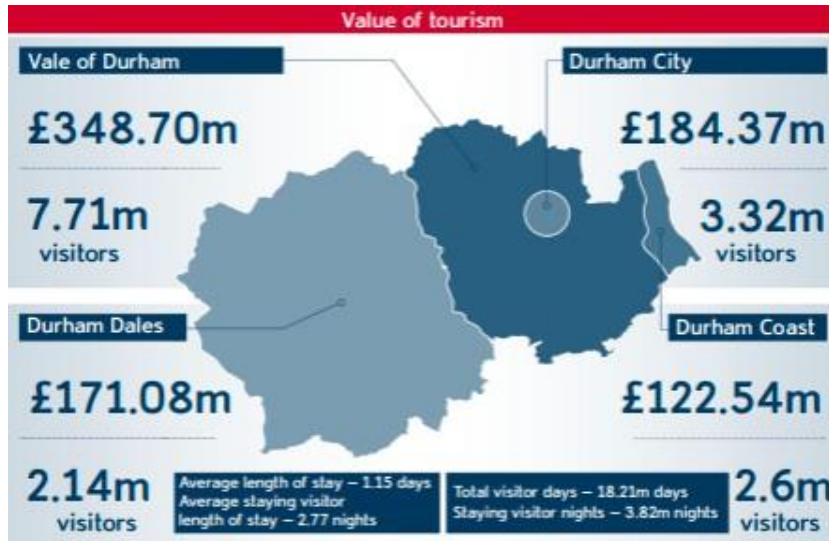 Value of tourism
Vale of Durham
£348.70m
7.71m
visitors
Durham City
£184.37m
3.32m
visitors
Durham Dales
£171.08m
2.14m
visitors
Durham Coast
£122.54m
2.6m
visitors
Average length of stay – 1.15 days
Average staying visitor
length of stay – 2.77 nights
Total visitor days – 18.21m days
Staying visitor nights – 3.82m nights